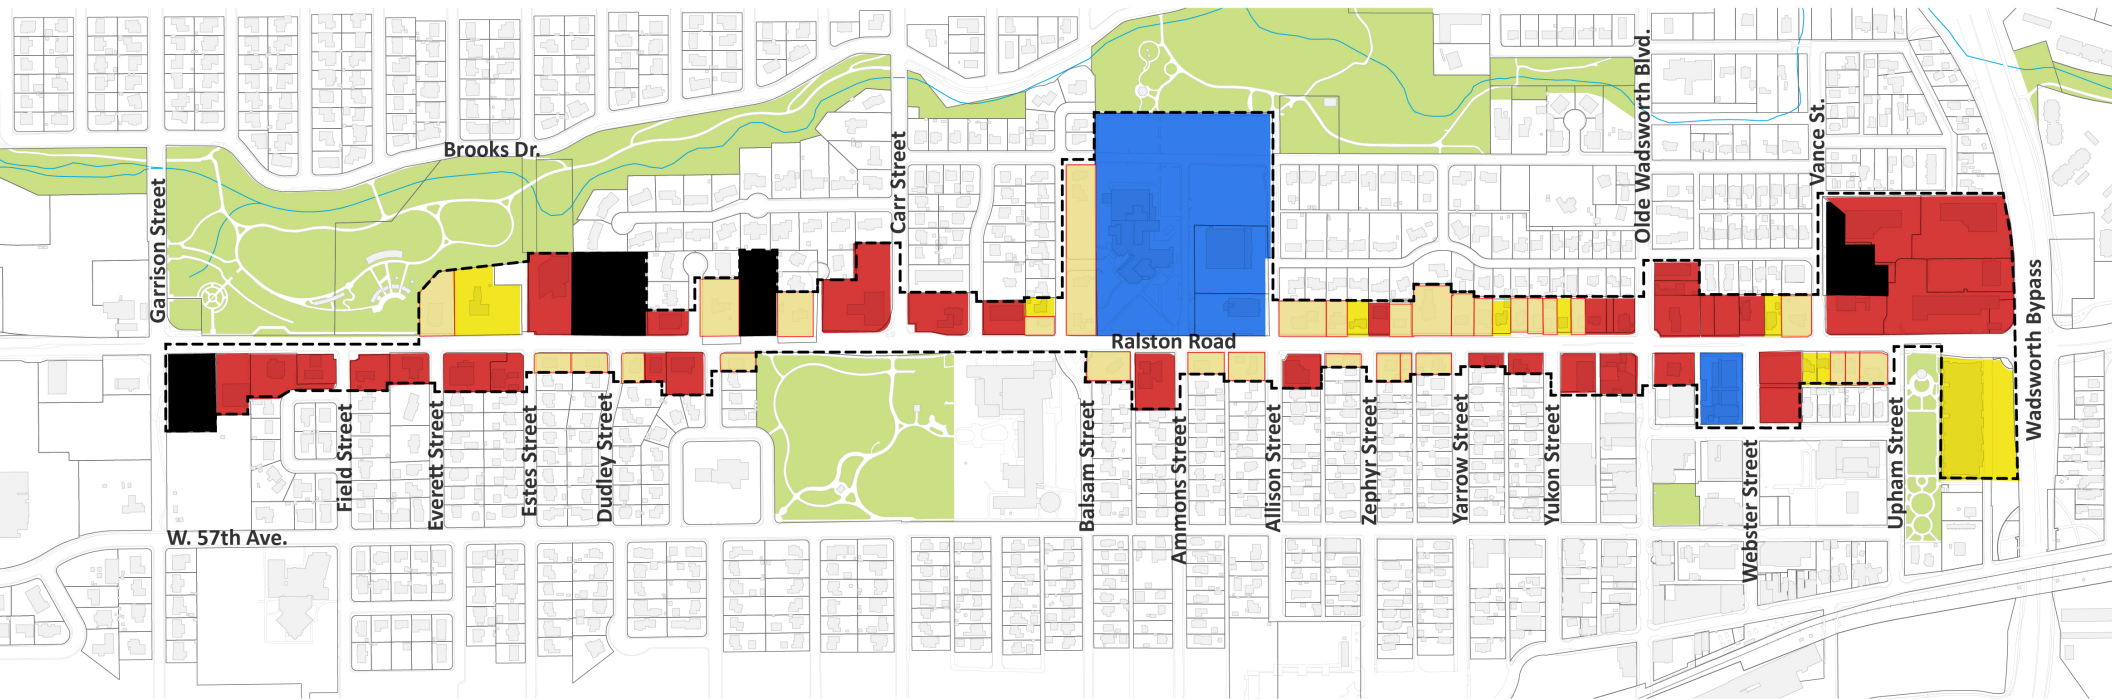 Brooks Dr.
Garrison Street
Carr Street
Olde Wadsworth Blvd.
Vance St.
Wadsworth Bypass
Ralston Road
Field Street
Everett Street
Estes Street
Dudley Street
Balsam Street
Ammons Street
Allison Street
Zephyr Street
Yarrow Street
Yukon Street
Webster Street
Upham Street
W. 57th Ave.